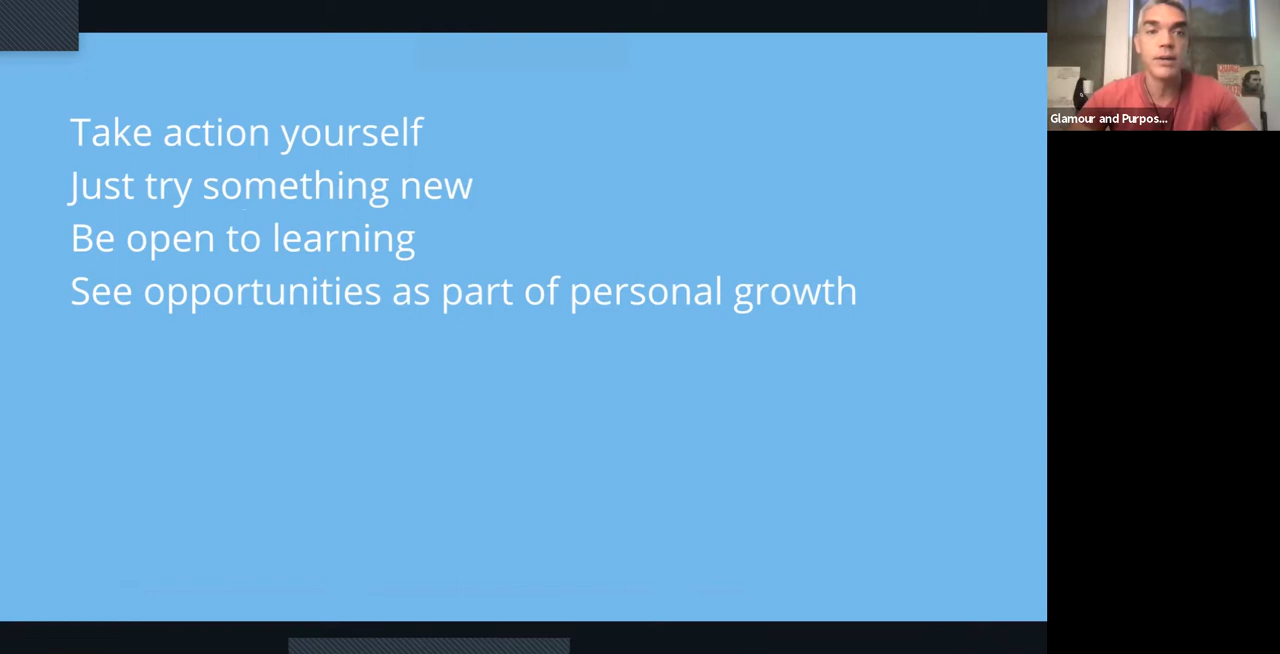 Take action yourself
Just try something new
Be open to learning
See opportunities as part of personal growth
Glamour and Purpos...